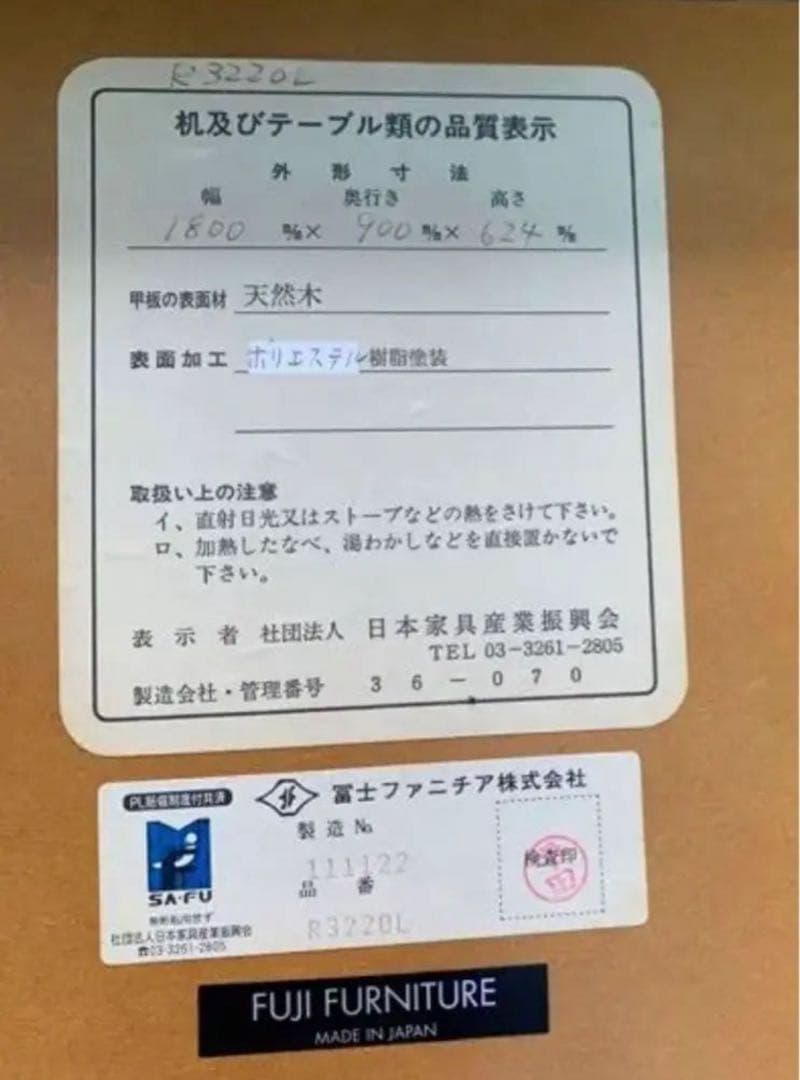 R3220L
机及びテーブル類の品質表示
外形寸法
幅 奥行き 高さ
1800 m/m× 900 m/m× 624 m/m
甲板の表面材 天然木
表面加工 ポリエステル樹脂塗装
取扱い上の注意
イ、直射日光又はストーブなどの熱をさけて下さい。
ロ、加熱したなべ、湯わかしなどを直接置かないで
下さい。
表示者 社団法人 日本家具産業振興会
TEL 03-3261-2805
製造会社・管理番号 36-070
PL賠償制度付共済
冨士ファニチア株式会社
製造 No.
111122
品番
R3220L
検査印
SA・FU
無断転用禁ず
社団法人日本家具産業振興会
☎03-3261-2805
FUJI FURNITURE
MADE IN JAPAN